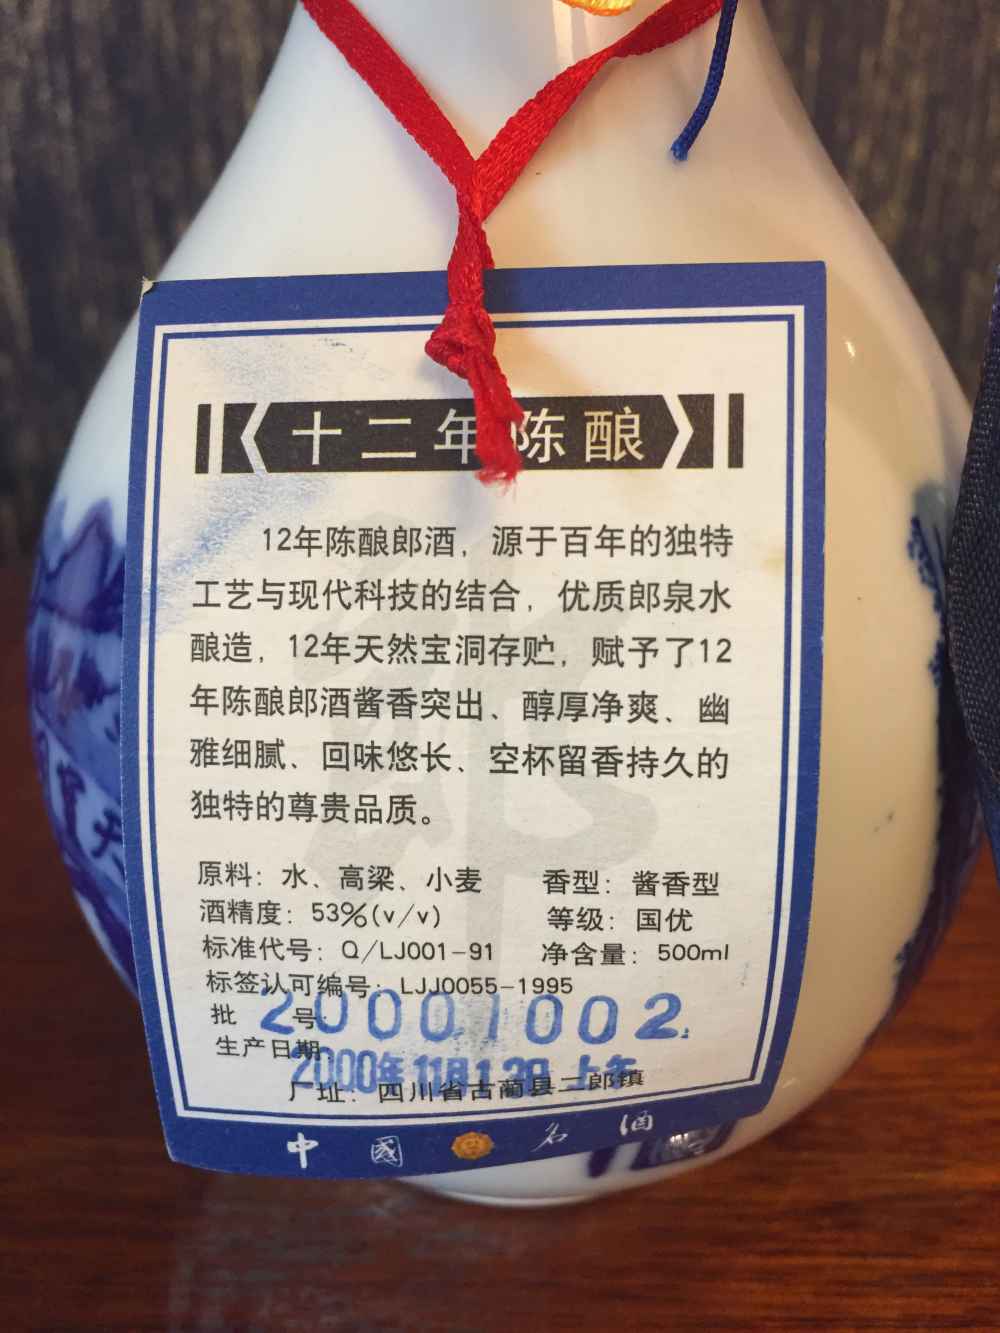 十二年陈酿
12年陈酿郎酒，源于百年的独特
工艺与现代科技的结合，优质郎泉水
酿造，12年天然宝洞存贮，赋予了12
年陈酿郎酒酱香突出、醇厚净爽、幽
雅细腻、回味悠长、空杯留香持久的
独特的尊贵品质。
原料：水、高粱、小麦 香型：酱香型
酒精度：53%(v/v) 等级：国优
标准代号：Q/LJ001-91 净含量：500ml
标签认可编号：LJJ0055-1995
批号: 20001002
生产日期: 2000年11月13日 上午
厂址：四川省古蔺县二郎镇
中國名酒